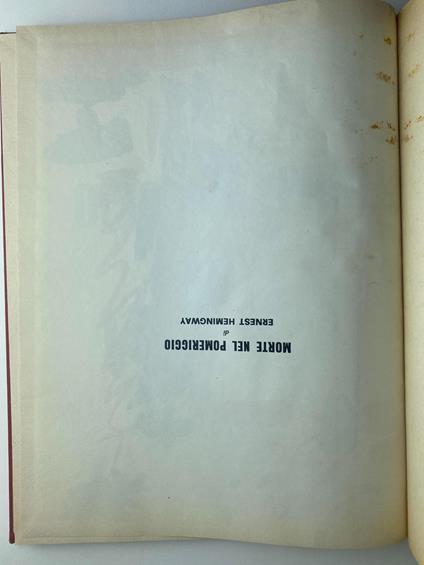 MORTE NEL POMERIGGIO
di
ERNEST HEMINGWAY